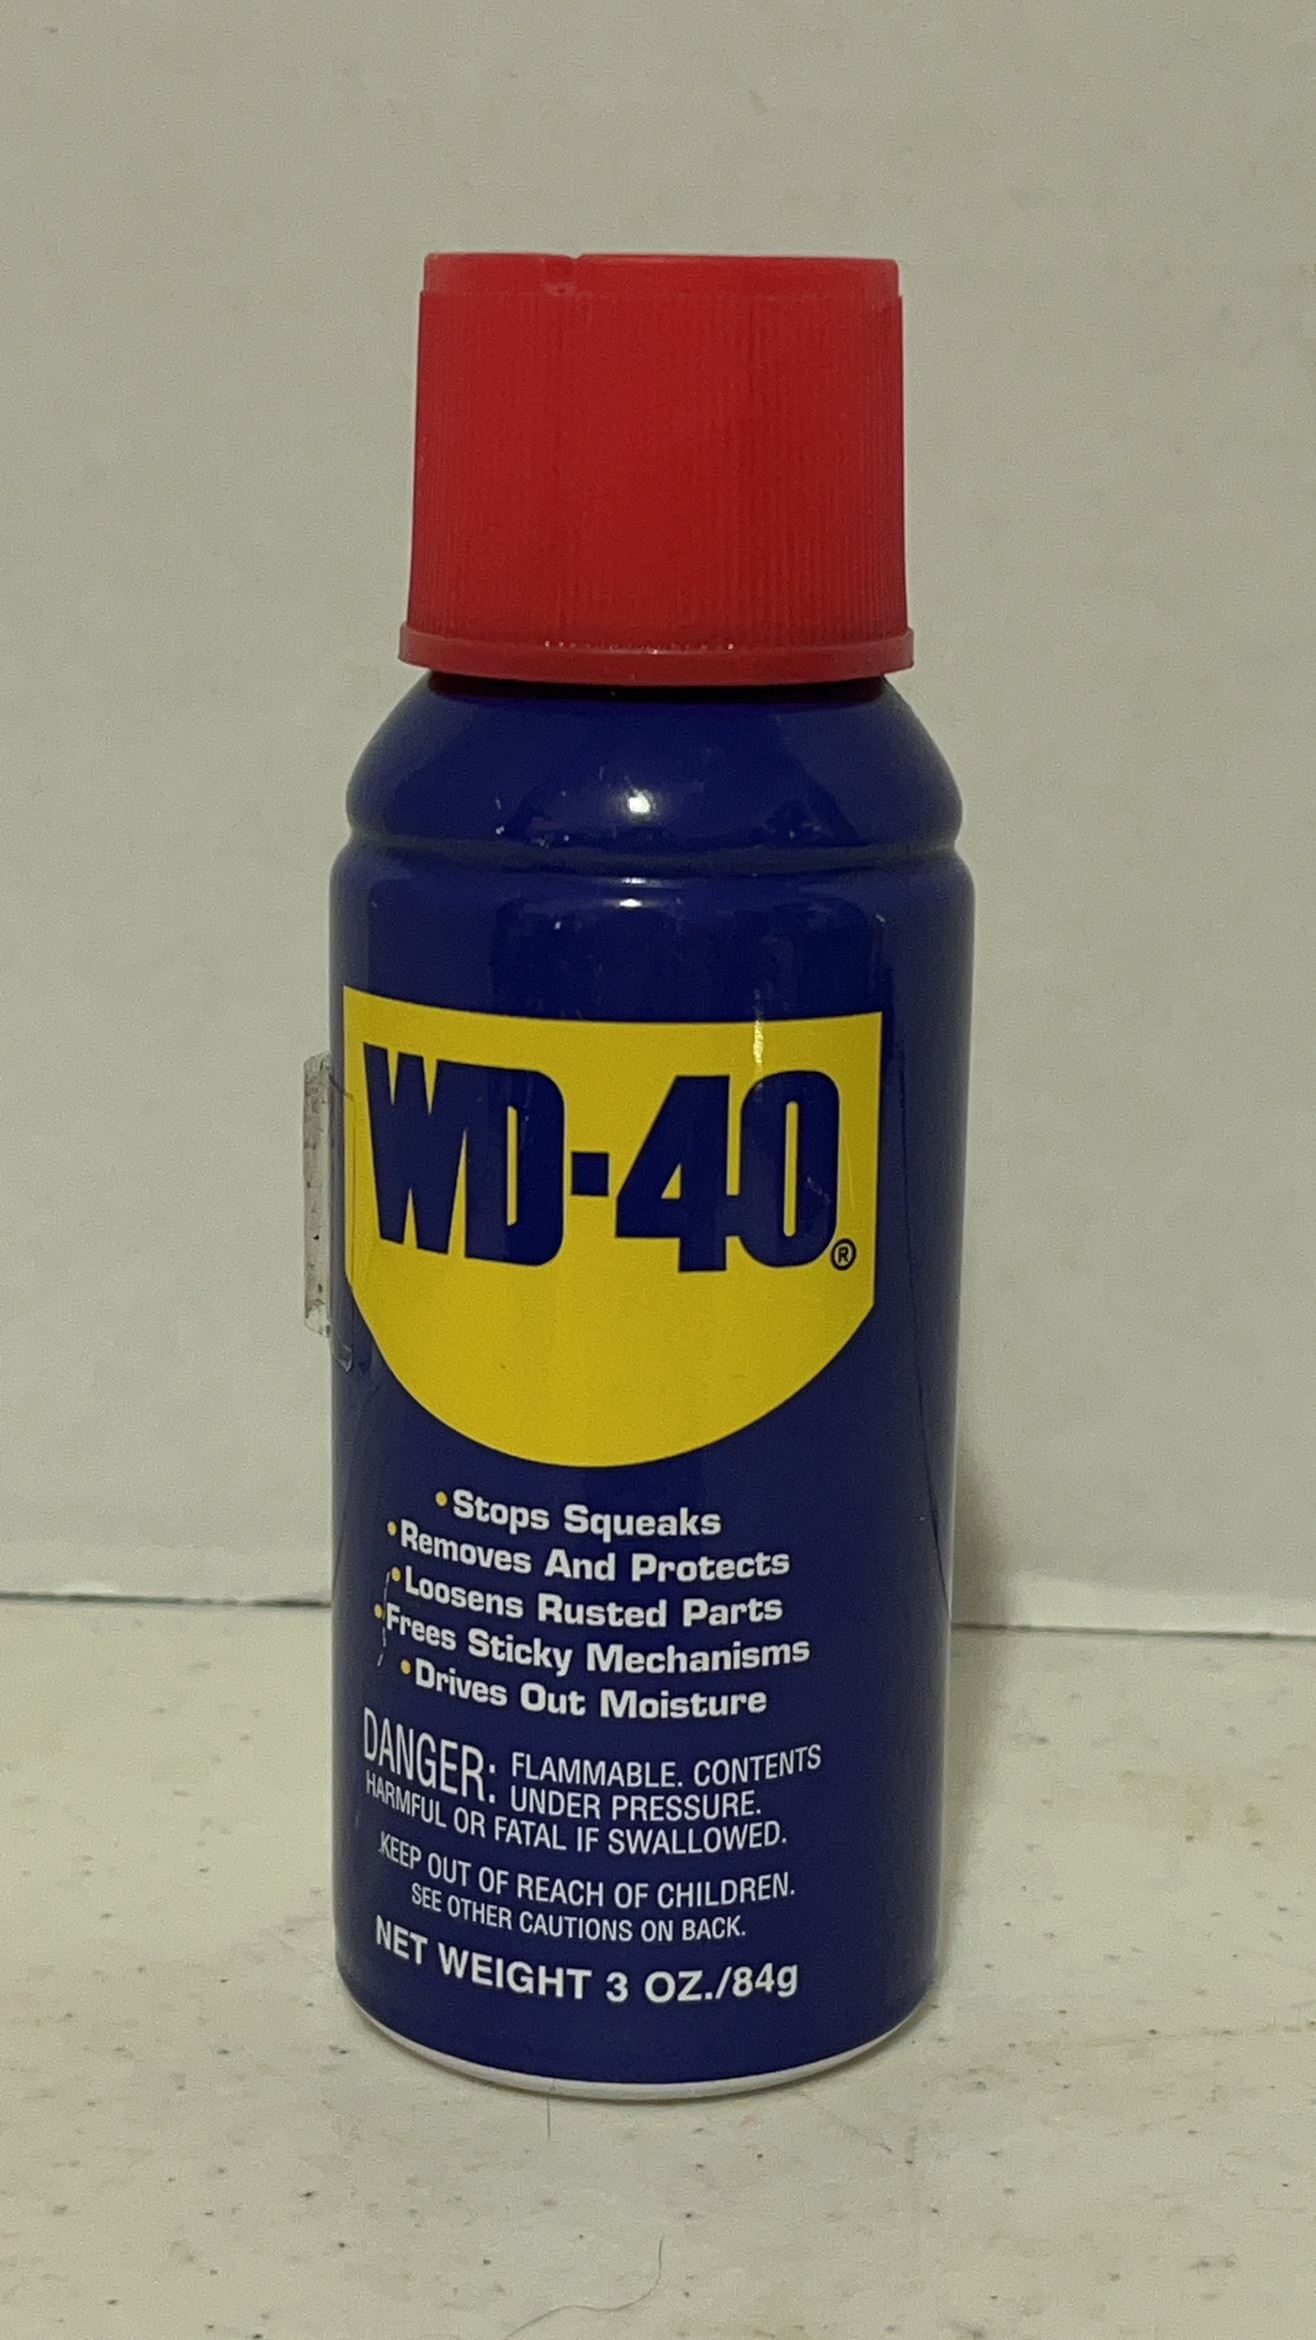 WD-40®
•Stops Squeaks
•Removes And Protects
•Loosens Rusted Parts
•Frees Sticky Mechanisms
•Drives Out Moisture
DANGER: FLAMMABLE. CONTENTS
UNDER PRESSURE.
HARMFUL OR FATAL IF SWALLOWED.
KEEP OUT OF REACH OF CHILDREN.
SEE OTHER CAUTIONS ON BACK.
NET WEIGHT 3 OZ./84g